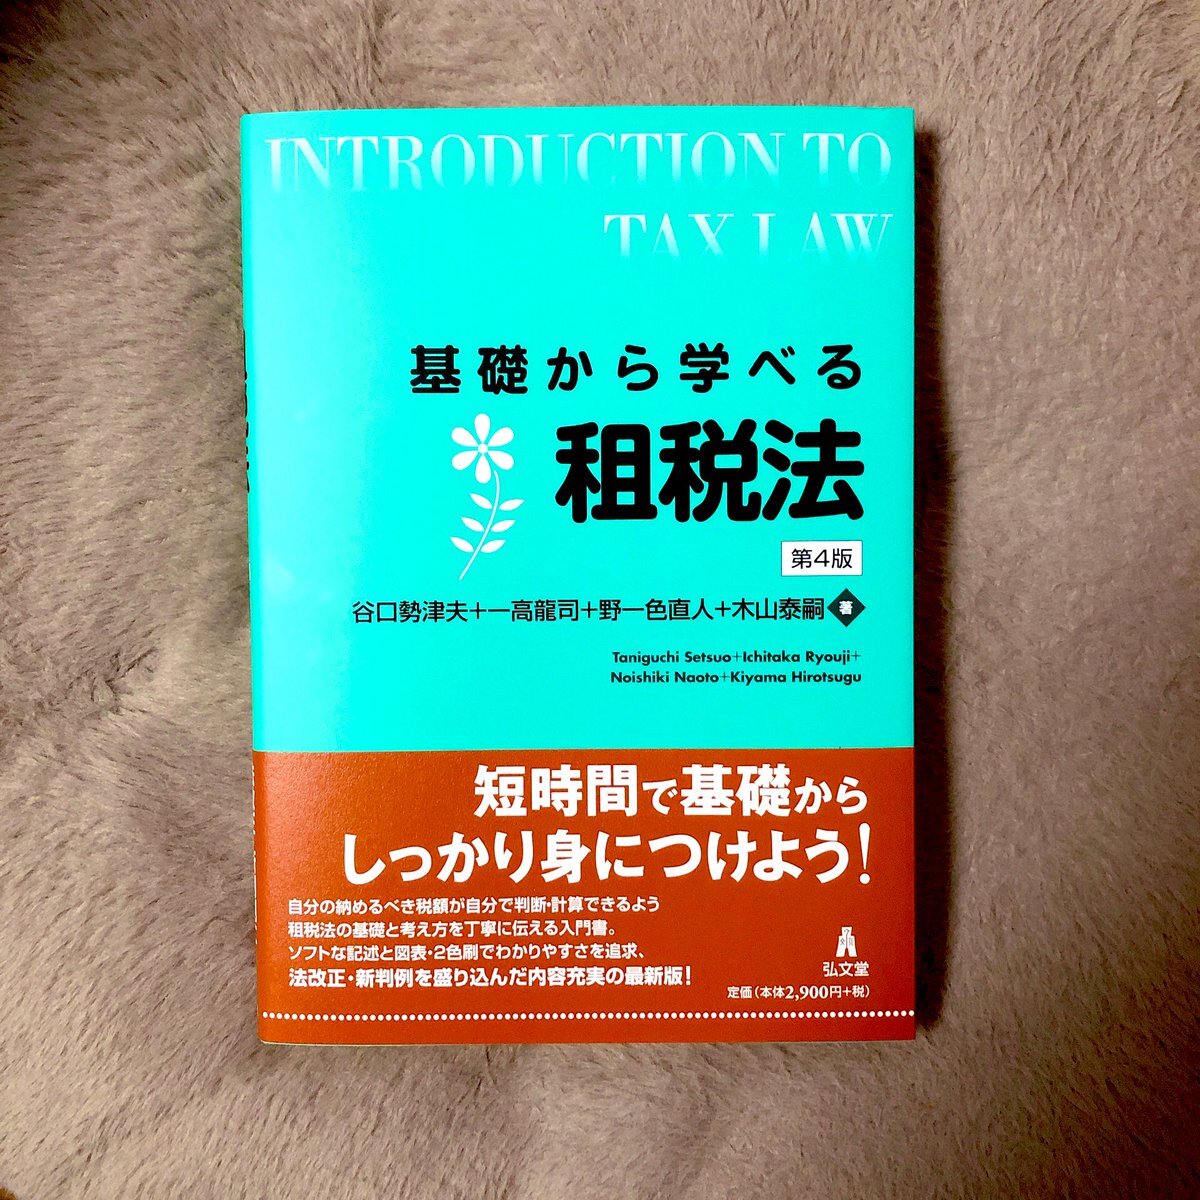 INTRODUCTION TO
TAX LAW
基礎から学べる
租税法
第4版
谷口勢津夫+一高龍司+野一色直人+木山泰嗣 著
Taniguchi Setsuo+Ichitaka Ryouji+
Noishiki Naoto+Kiyama Hirotsugu
短時間で基礎から
しっかり身につけよう!
自分の納めるべき税額が自分で判断・計算できるよう
租税法の基礎と考え方を丁寧に伝える入門書。
ソフトな記述と図表・2色刷でわかりやすさを追求、
法改正・新判例を盛り込んだ内容充実の最新版!
弘文堂
定価(本体2,900円+税)